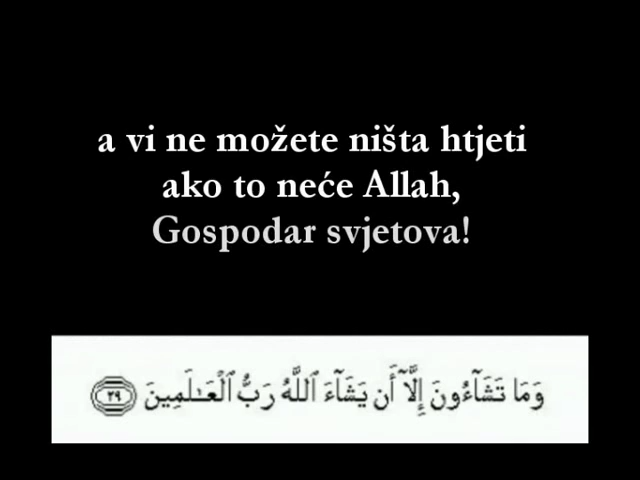 a vi ne možete ništa htjeti
ako to neće Allah,
Gospodar svjetova!
وَمَا تَشَآءُونَ إِلَّآ أَن يَشَآءَ ٱللَّهُ رَبُّ ٱلْعَـٰلَمِينَ ٢٩